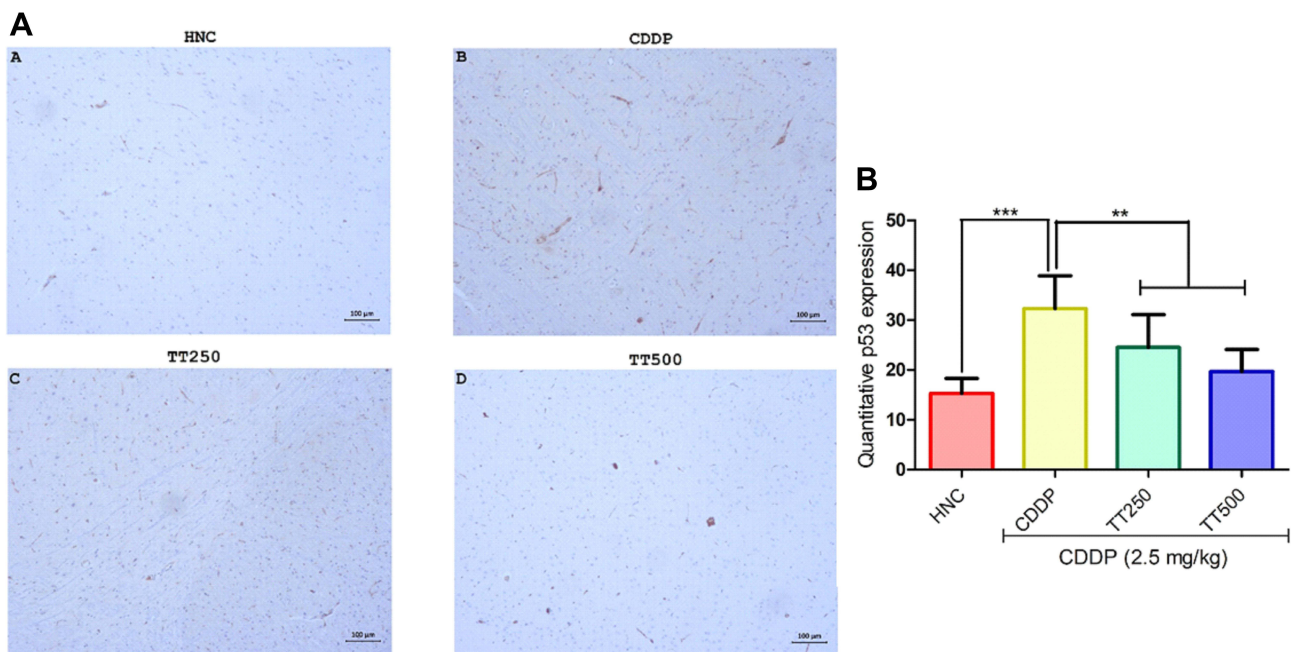 A
HNC
A
100 µm
CDDP
B
100 µm
TT250
C
100 µm
TT500
D
100 µm
B
Quantitative p53 expression
50
40
30
20
10
0
***
**
HNC
CDDP
TT250
TT500
CDDP (2.5 mg/kg)